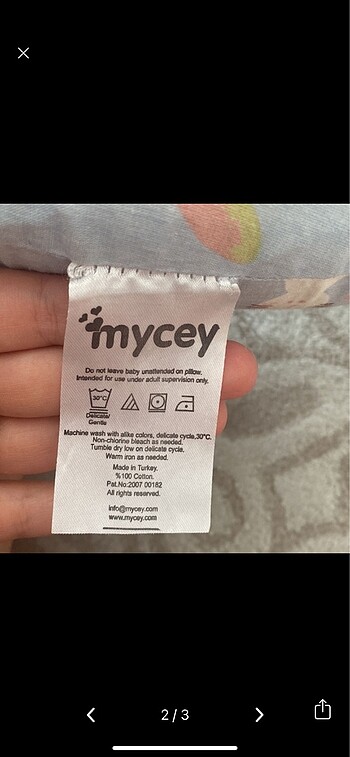 mycey
Do not leave baby unattended on pillow.
Intended for use under adult supervision only.
30°C
Delicate/
Gentle
Machine wash with alike colors, delicate cycle,30°C.
Non-chlorine bleach as needed.
Tumble dry low on delicate cycle.
Warm iron as needed.
Made in Turkey.
%100 Cotton.
Pat.No:2007 00182
All rights reserved.
info@mycey.com
www.mycey.com
2/3